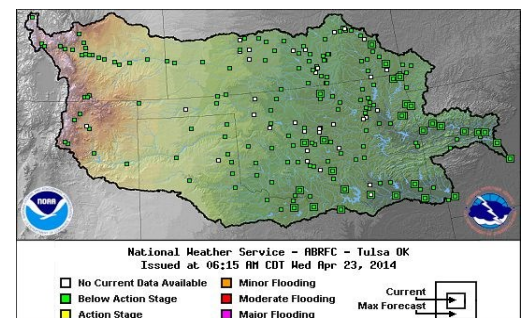 NOAA
National Weather Service - ABRFC - Tulsa OK
Issued at 06:15 AM CDT Wed Apr 23, 2014
No Current Data Available
Minor Flooding
Below Action Stage
Moderate Flooding
Action Stage
Major Flooding
Current
Max Forecast